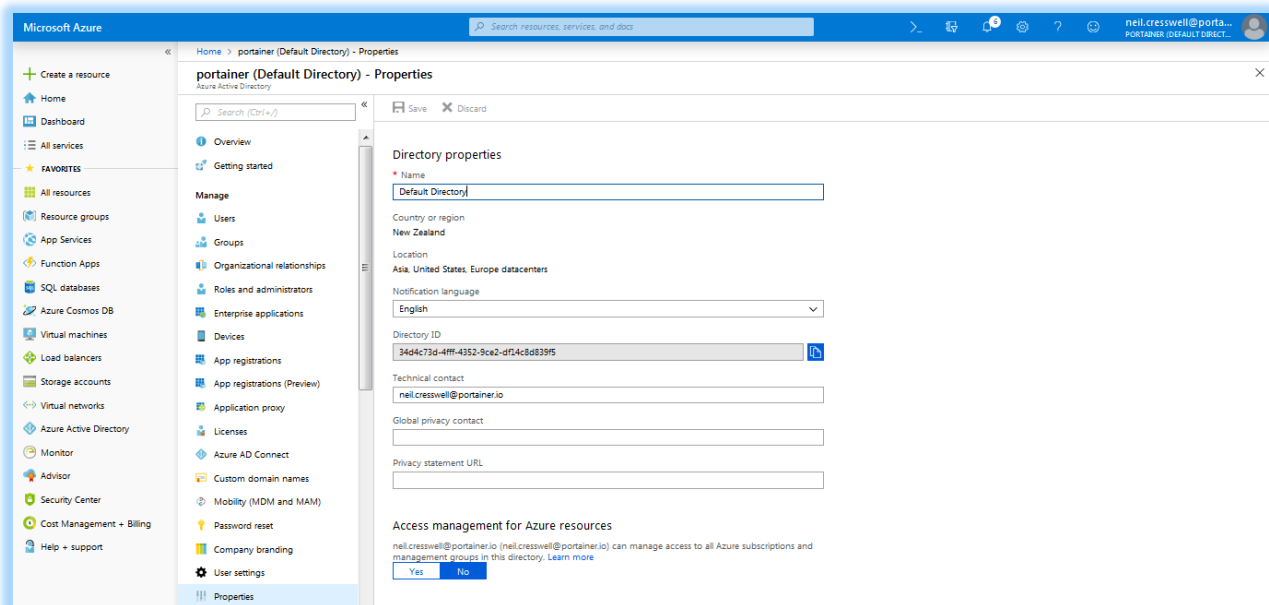 Microsoft Azure
Search resources, services, and docs
6
neil.cresswell@porta...
PORTAINER (DEFAULT DIRECT...
Home > portainer (Default Directory) - Properties
portainer (Default Directory) - Properties
Azure Active Directory
Create a resource
Home
Dashboard
All services
FAVORITES
All resources
Resource groups
App Services
Function Apps
SQL databases
Azure Cosmos DB
Virtual machines
Load balancers
Storage accounts
Virtual networks
Azure Active Directory
Monitor
Advisor
Security Center
Cost Management + Billing
Help + support
Search (Ctrl+/)
Overview
Getting started
Manage
Users
Groups
Organizational relationships
Roles and administrators
Enterprise applications
Devices
App registrations
App registrations (Preview)
Application proxy
Licenses
Azure AD Connect
Custom domain names
Mobility (MDM and MAM)
Password reset
Company branding
User settings
Properties
Save Discard
Directory properties
* Name
Default Directory
Country or region
New Zealand
Location
Asia, United States, Europe datacenters
Notification language
English
Directory ID
34d4c73d-4fff-4352-9ce2-df14c8d839f5
Technical contact
neil.cresswell@portainer.io
Global privacy contact
Privacy statement URL
Access management for Azure resources
neil.cresswell@portainer.io (neil.cresswell@portainer.io) can manage access to all Azure subscriptions and
management groups in this directory. Learn more
Yes No